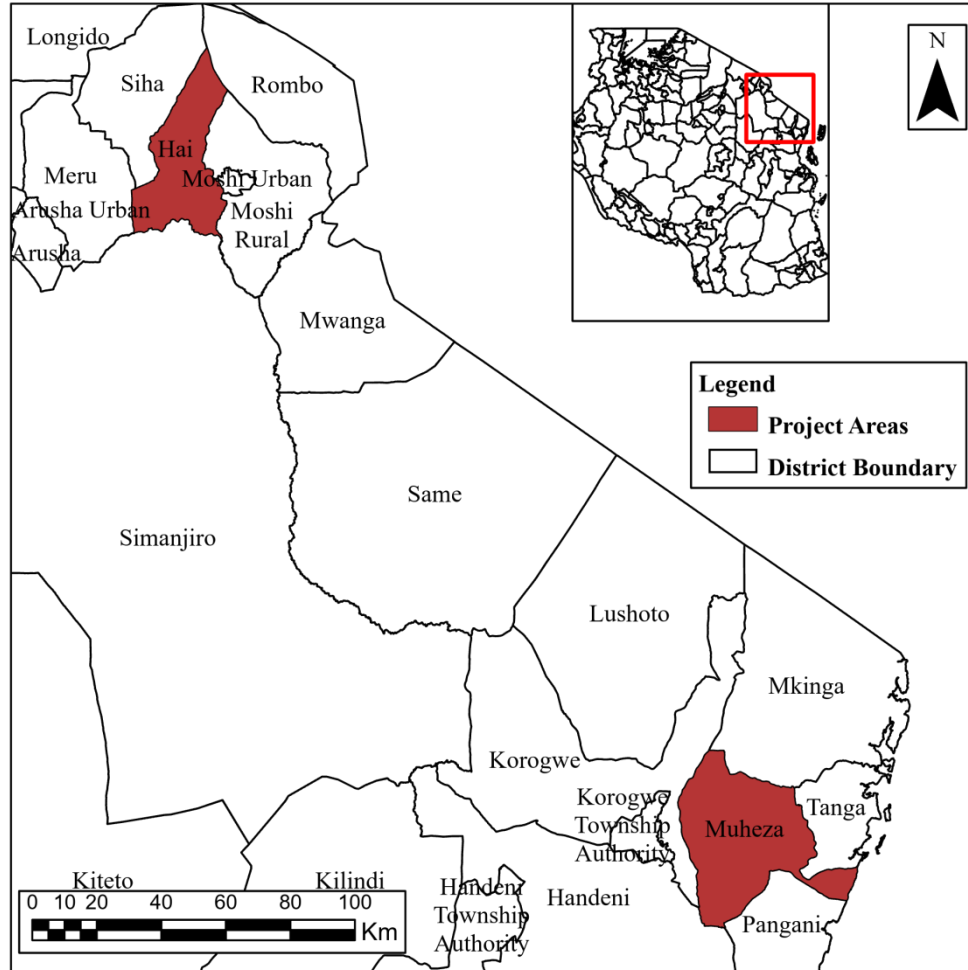 Longido
Siha
Rombo
N
Hai
Meru
Moshi Urban
Arusha Urban
Moshi
Rural
Arusha
Mwanga
Legend
Project Areas
District Boundary
Same
Simanjiro
Lushoto
Mkinga
Korogwe
Korogwe
Township
Authority
Tanga
Muheza
Kiteto
Kilindi
Handeni
Township
Authority
Handeni
Pangani
0 10 20 40 60 80 100
Km